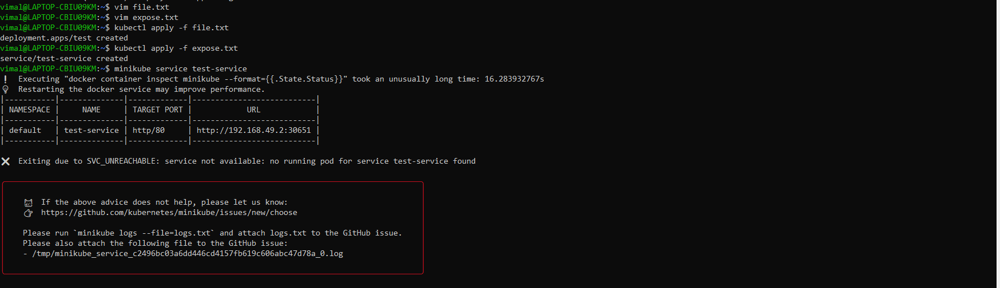 vimal@LAPTOP-CBIU09KM:~$ vim file.txt
vimal@LAPTOP-CBIU09KM:~$ vim expose.txt
vimal@LAPTOP-CBIU09KM:~$ kubectl apply -f file.txt
deployment.apps/test created
vimal@LAPTOP-CBIU09KM:~$ kubectl apply -f expose.txt
service/test-service created
vimal@LAPTOP-CBIU09KM:~$ minikube service test-service
! Executing "docker container inspect minikube --format={{.State.Status}}" took an unusually long time: 16.283932767s
Restarting the docker service may improve performance.
|-----------|--------------|-------------|---------------------------|
| NAMESPACE | NAME | TARGET PORT | URL |
|-----------|--------------|-------------|---------------------------|
| default | test-service | http/80 | http://192.168.49.2:30651 |
|-----------|--------------|-------------|---------------------------|
Exiting due to SVC_UNREACHABLE: service not available: no running pod for service test-service found
If the above advice does not help, please let us know:
https://github.com/kubernetes/minikube/issues/new/choose
Please run `minikube logs --file=logs.txt` and attach logs.txt to the GitHub issue.
Please also attach the following file to the GitHub issue:
- /tmp/minikube_service_c2496bc03a6dd446cd4157fb619c606abc47d78a_0.log